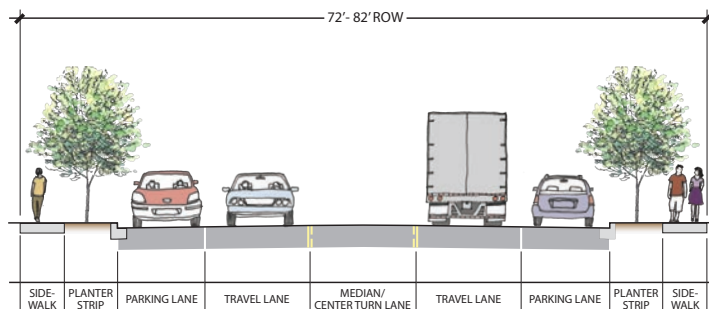 72’- 82’ ROW
SIDE-
WALK
PLANTER
STRIP
PARKING LANE
TRAVEL LANE
MEDIAN/
CENTER TURN LANE
TRAVEL LANE
PARKING LANE
PLANTER
STRIP
SIDE-
WALK